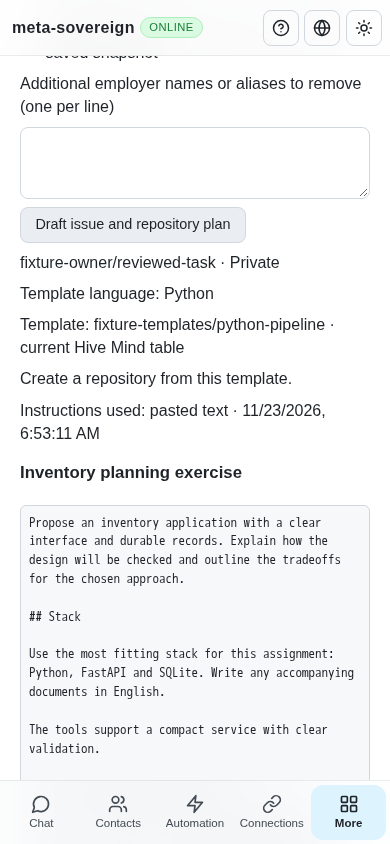 meta-sovereign ONLINE
saved snapshot
Additional employer names or aliases to remove
(one per line)
Draft issue and repository plan
fixture-owner/reviewed-task · Private
Template language: Python
Template: fixture-templates/python-pipeline ·
current Hive Mind table
Create a repository from this template.
Instructions used: pasted text · 11/23/2026,
6:53:11 AM
Inventory planning exercise
Propose an inventory application with a clear
interface and durable records. Explain how the
design will be checked and outline the tradeoffs
for the chosen approach.
## Stack
Use the most fitting stack for this assignment:
Python, FastAPI and SQLite. Write any accompanying
documents in English.
The tools support a compact service with clear
validation.
Chat Contacts Automation Connections More